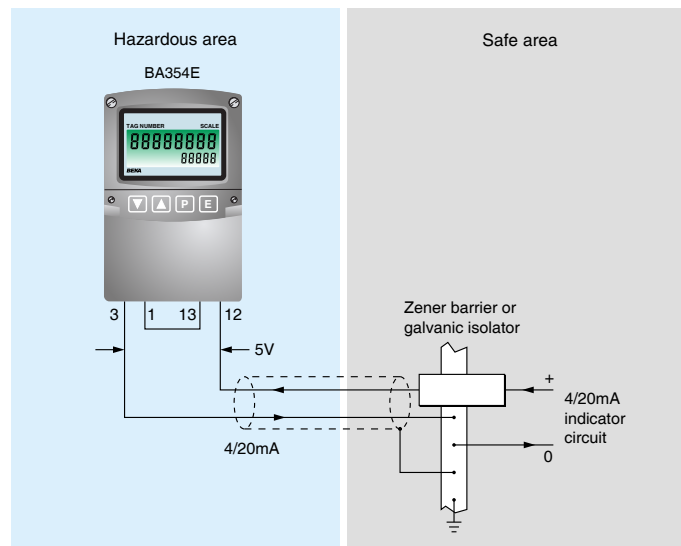 Hazardous area
Safe area
BA354E
TAG NUMBER SCALE
88888888
88888
BEKA
P E
3 1 13 12
5V
Zener barrier or
galvanic isolator
+
4/20mA
indicator
circuit
0
4/20mA